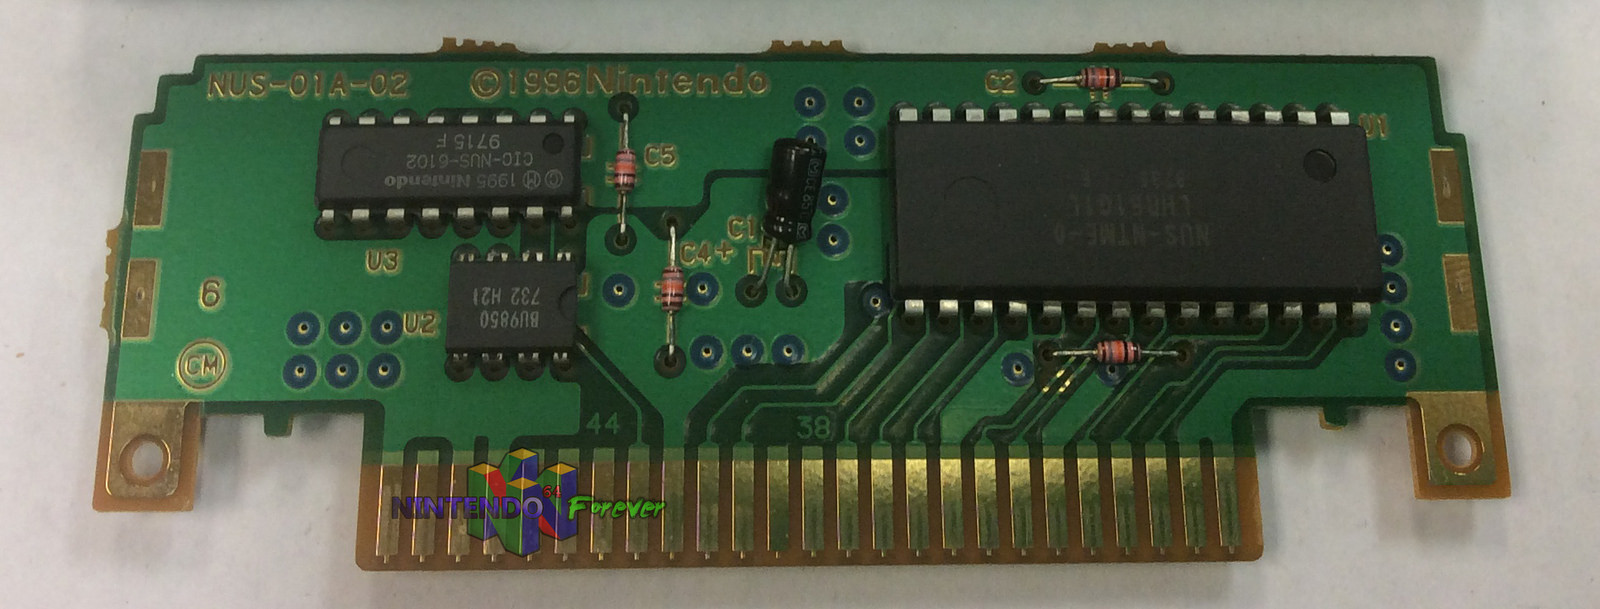 NUS-01A-02
©1996 Nintendo
C2
U1
9715 F
CIC-NUS-6102
Ⓜ 1995 Nintendo
C5
C1
C4
+
U3
732 H21
BU9850
U2
6
CM
NUS-NTME-0
44
38
NINTENDO 64 Forever